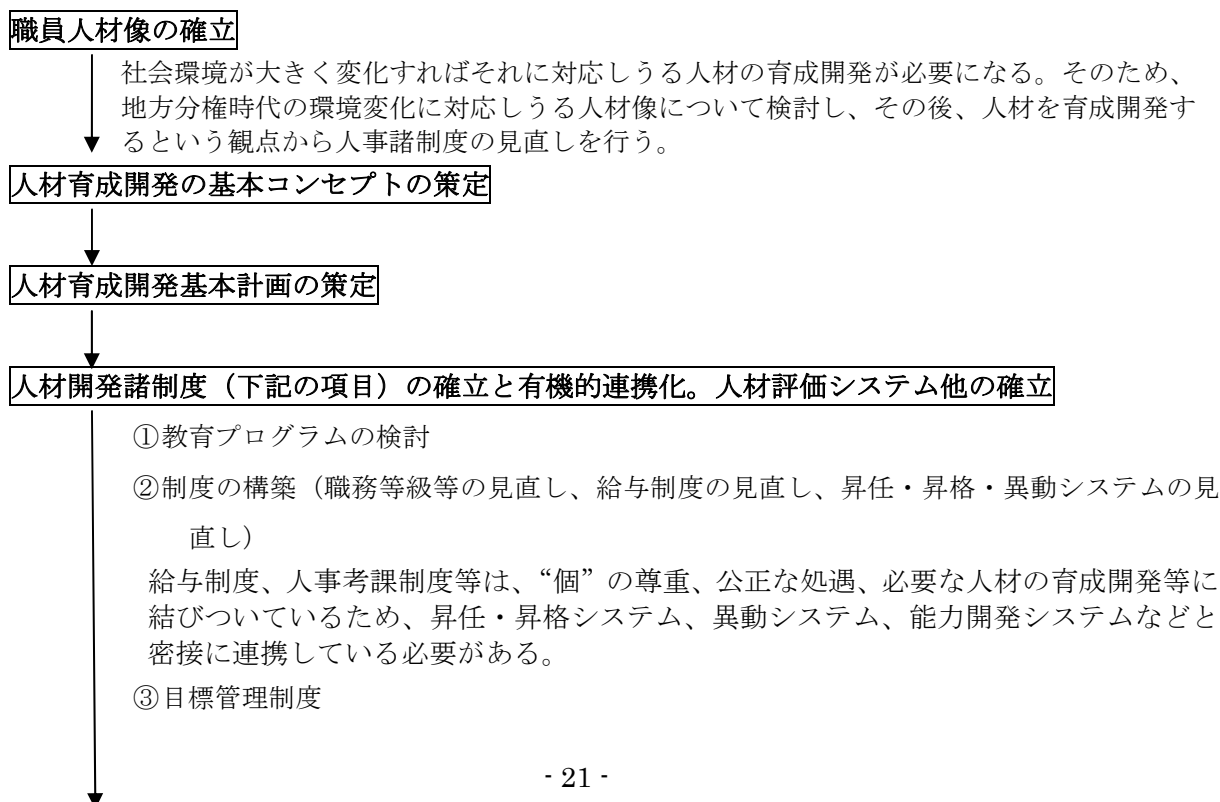 職員人材像の確立
社会環境が大きく変化すればそれに対応しうる人材の育成開発が必要になる。そのため、
地方分権時代の環境変化に対応しうる人材像について検討し、その後、人材を育成開発す
るという観点から人事諸制度の見直しを行う。
人材育成開発の基本コンセプトの策定
人材育成開発基本計画の策定
人材開発諸制度（下記の項目）の確立と有機的連携化。人材評価システム他の確立
①教育プログラムの検討
②制度の構築（職務等級等の見直し、給与制度の見直し、昇任・昇格・異動システムの見
直し）
給与制度、人事考課制度等は、“個”の尊重、公正な処遇、必要な人材の育成開発等に
結びついているため、昇任・昇格システム、異動システム、能力開発システムなどと
密接に連携している必要がある。
③目標管理制度
- 21 -